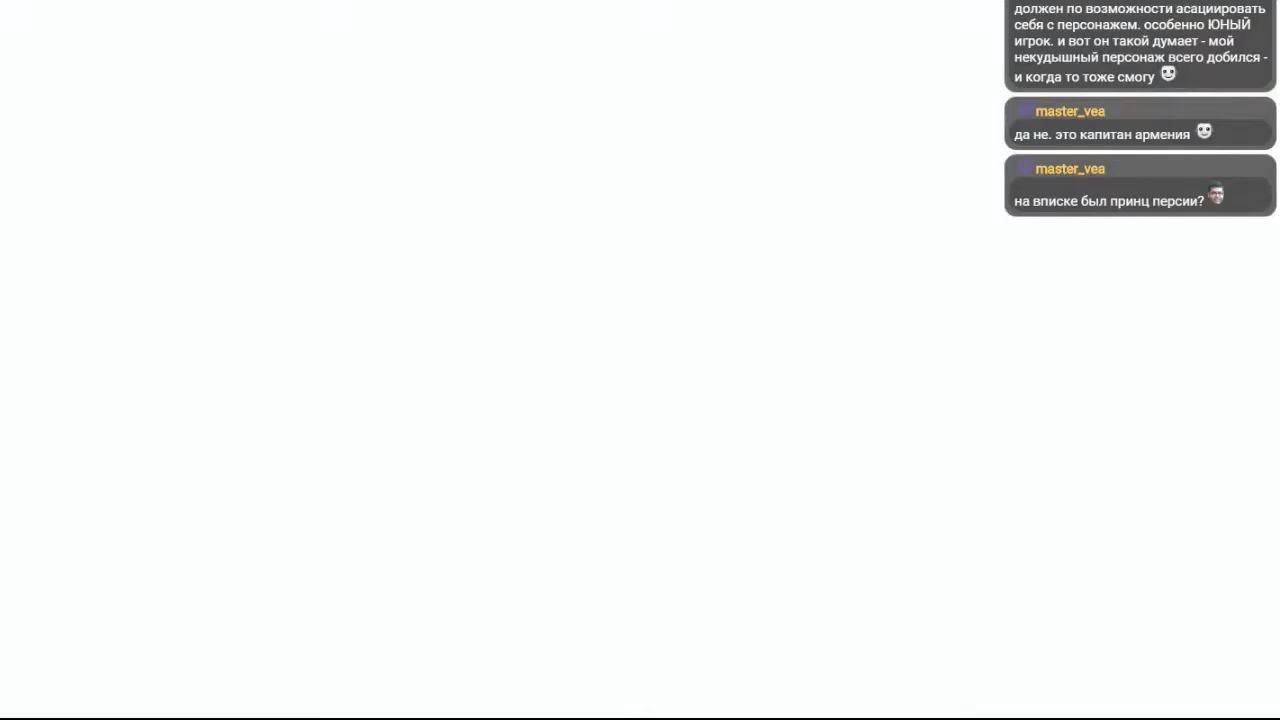 должен по возможности асациировать
себя с персонажем. особенно ЮНЫЙ
игрок. и вот он такой думает - мой
некудышный персонаж всего добился -
и когда то тоже смогу
master_vea
да не. это капитан армения
master_vea
на вписке был принц персии?